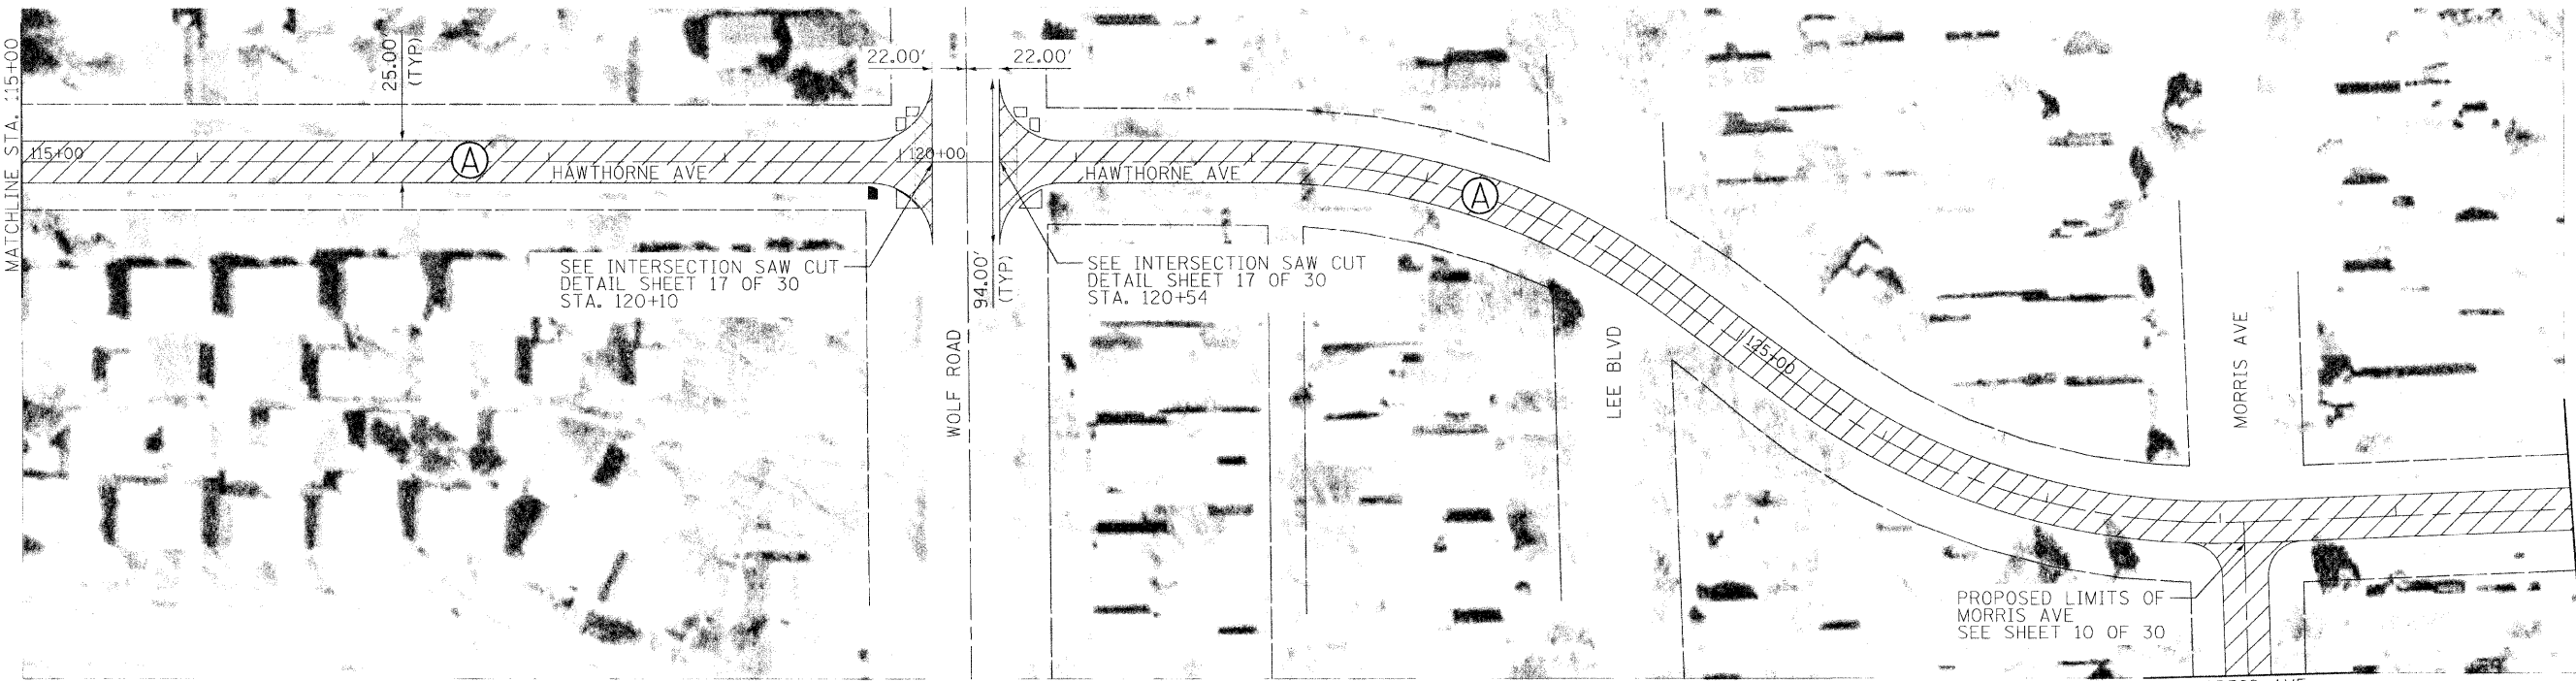 MATCHLINE STA. 115+00
25.00'
(TYP)
22.00'
22.00'
115+00
A
HAWTHORNE AVE
120+00
HAWTHORNE AVE
A
SEE INTERSECTION SAW CUT
DETAIL SHEET 17 OF 30
STA. 120+10
94.00'
(TYP)
SEE INTERSECTION SAW CUT
DETAIL SHEET 17 OF 30
STA. 120+54
WOLF ROAD
LEE BLVD
125+00
MORRIS AVE
PROPOSED LIMITS OF
MORRIS AVE
SEE SHEET 10 OF 30